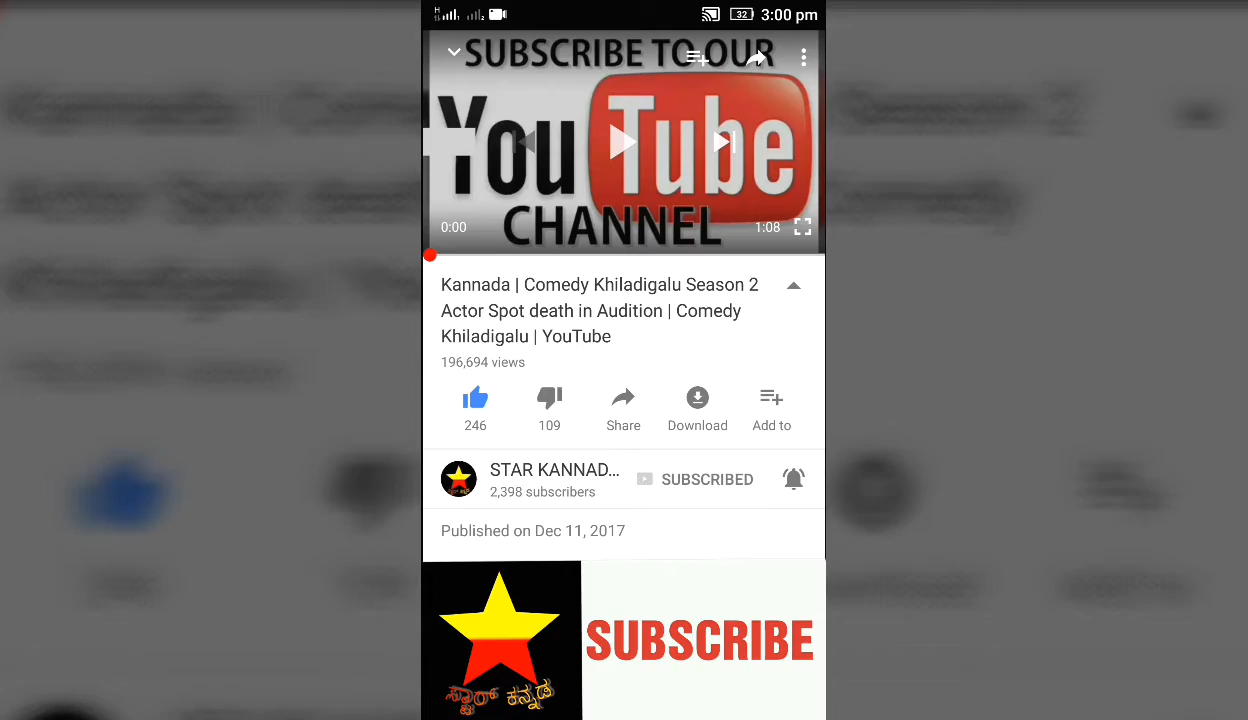 H
32
3:00 pm
SUBSCRIBE TO OUR
YouTube
CHANNEL
0:00
1:08
Kannada | Comedy Khiladigalu Season 2
Actor Spot death in Audition | Comedy
Khiladigalu | YouTube
196,694 views
246
109
Share
Download
Add to
STAR KANNAD...
2,398 subscribers
SUBSCRIBED
Published on Dec 11, 2017
SUBSCRIBE
ಸ್ಟಾರ್ ಕನ್ನಡ